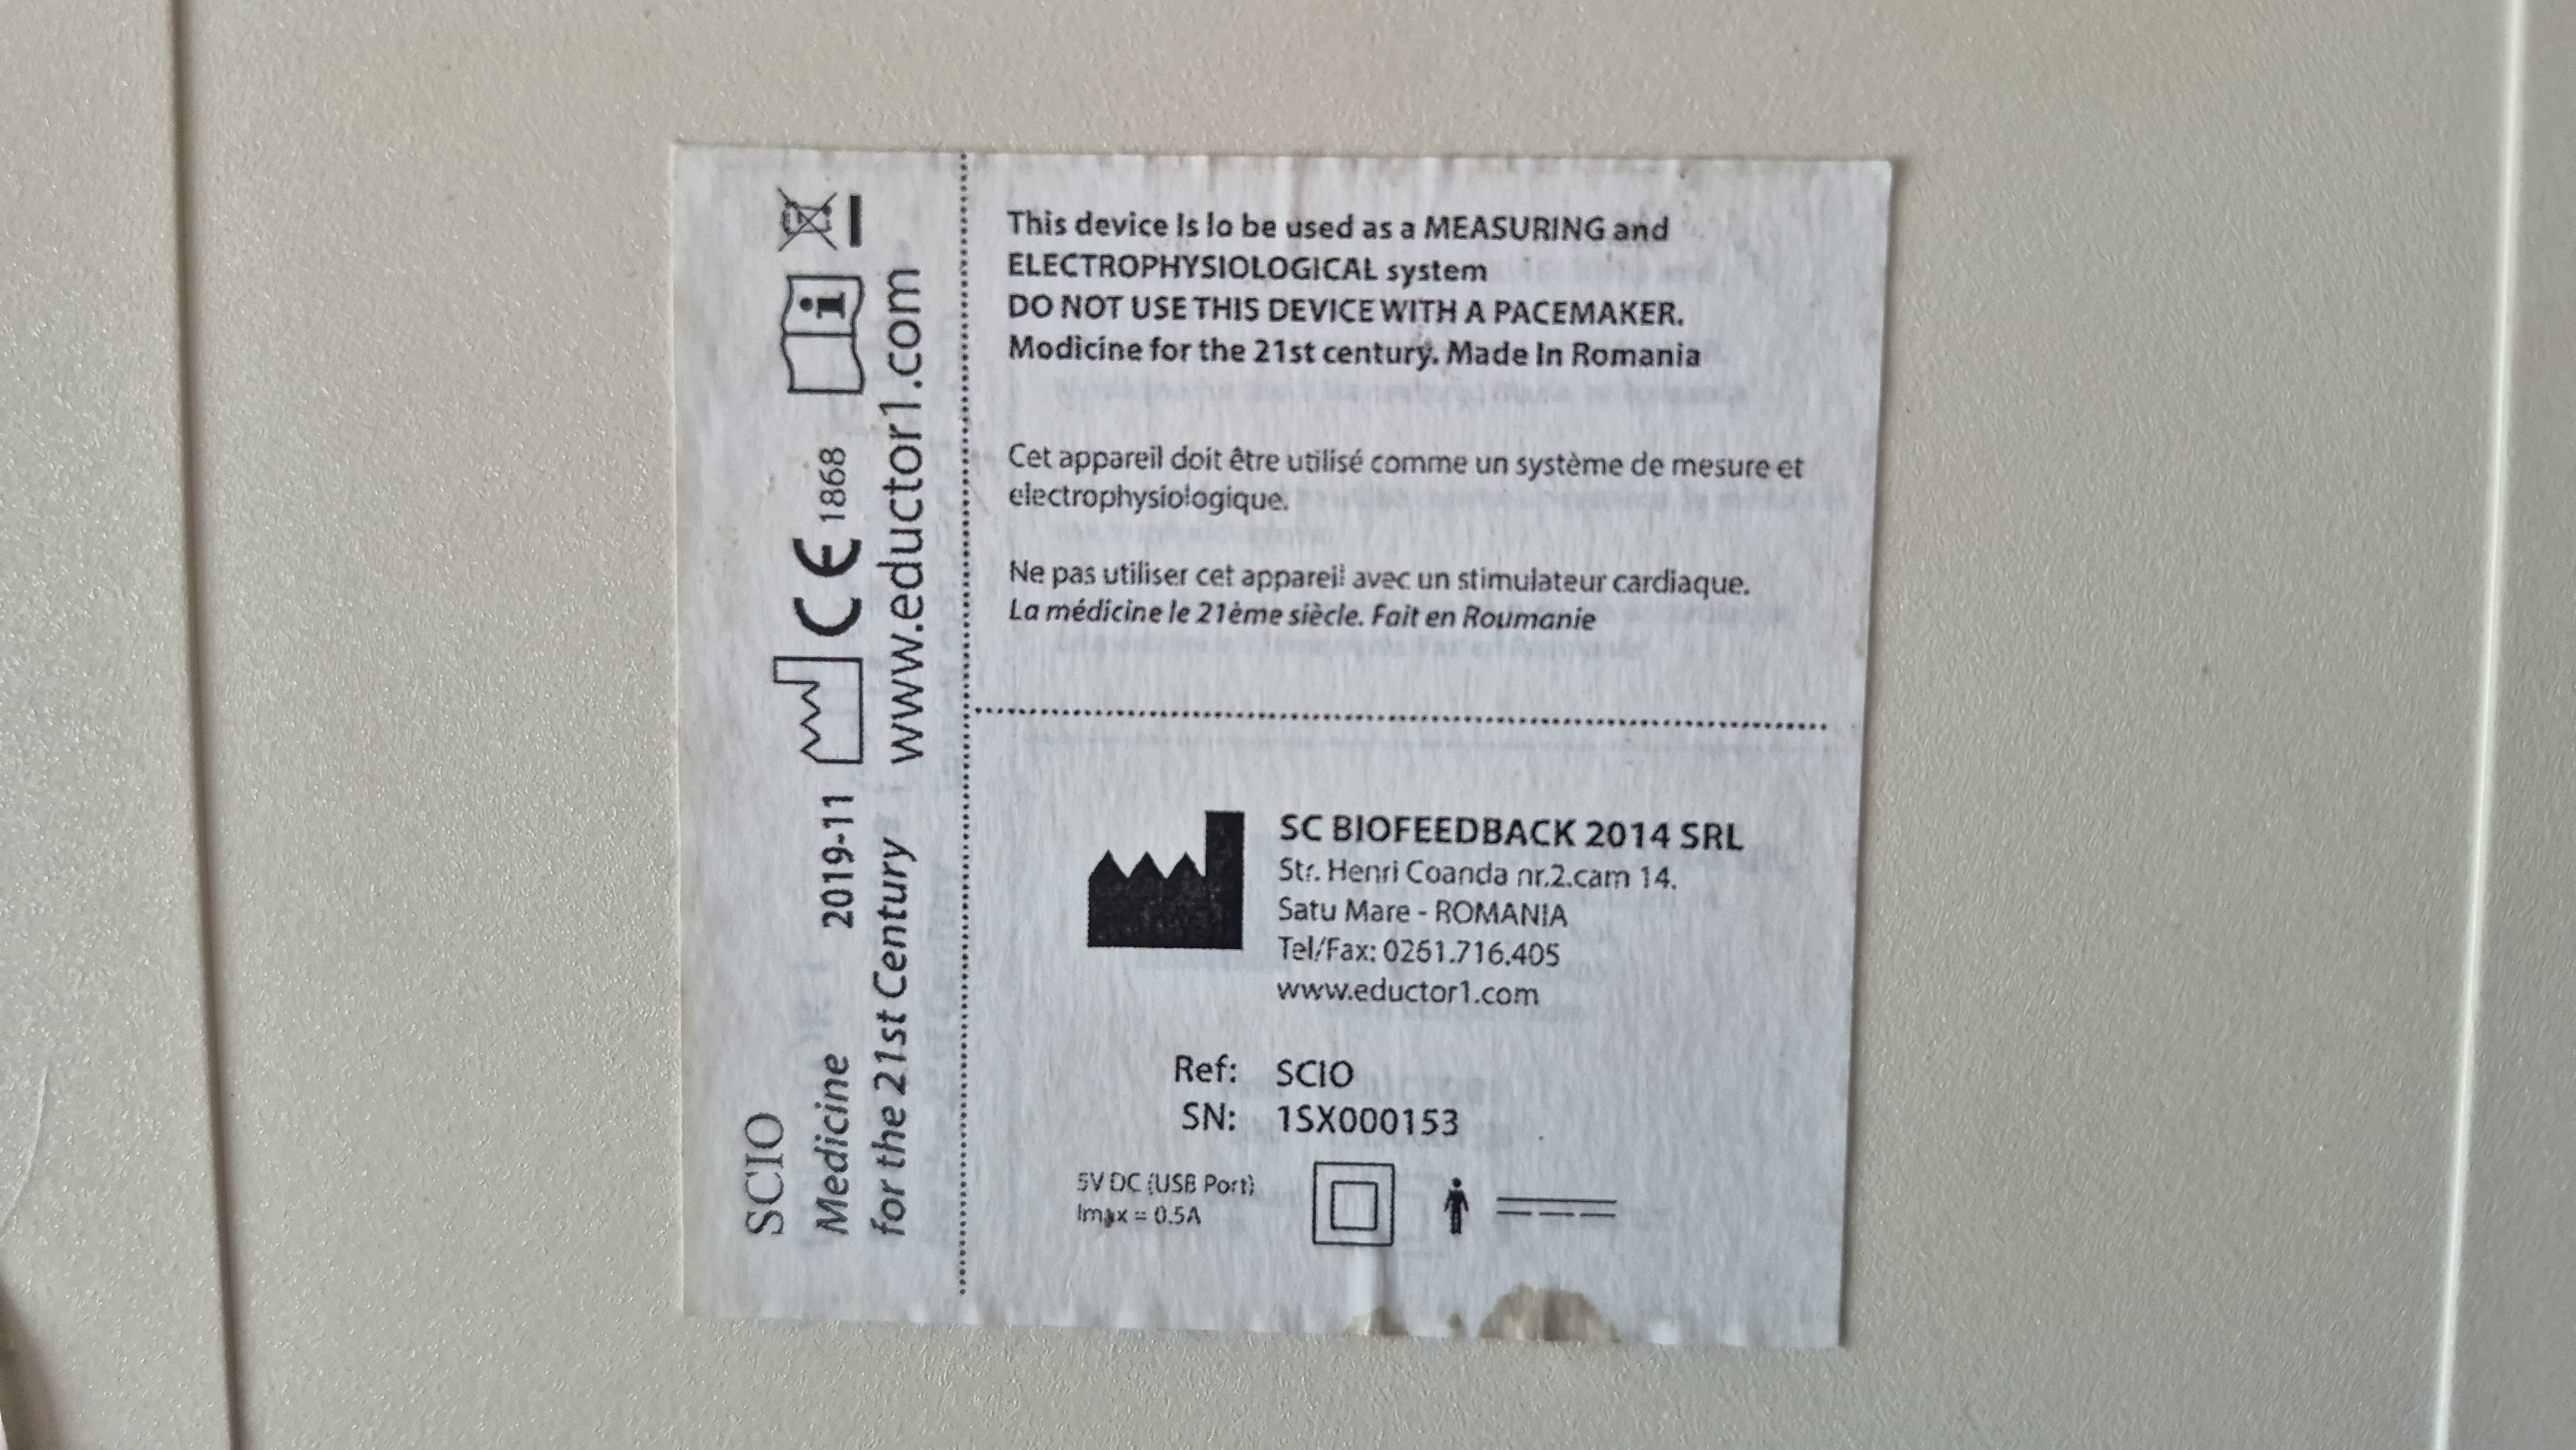 SCIO
Medicine 2019-11 CE 1868
for the 21st Century www.eductor1.com
This device Is lo be used as a MEASURING and
ELECTROPHYSIOLOGICAL system
DO NOT USE THIS DEVICE WITH A PACEMAKER.
Modicine for the 21st century. Made In Romania
Cet appareil doit être utilisé comme un système de mesure et
electrophysiologique.
Ne pas utiliser cet appareil avec un stimulateur cardiaque.
La médicine le 21ème siècle. Fait en Roumanie
SC BIOFEEDBACK 2014 SRL
Str. Henri Coanda nr.2.cam 14.
Satu Mare - ROMANIA
Tel/Fax: 0261.716.405
www.eductor1.com
Ref: SCIO
SN: 1SX000153
5V DC (USB Port)
Imax = 0.5A